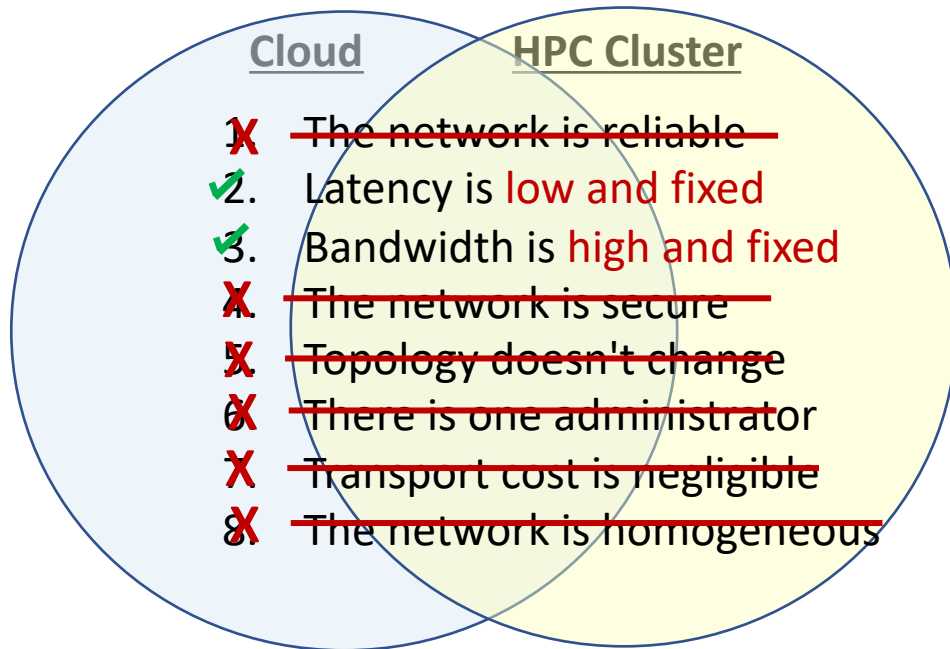 Cloud HPC Cluster
1. The network is reliable
2. Latency is low and fixed
3. Bandwidth is high and fixed
4. The network is secure
5. Topology doesn't change
6. There is one administrator
7. Transport cost is negligible
8. The network is homogeneous